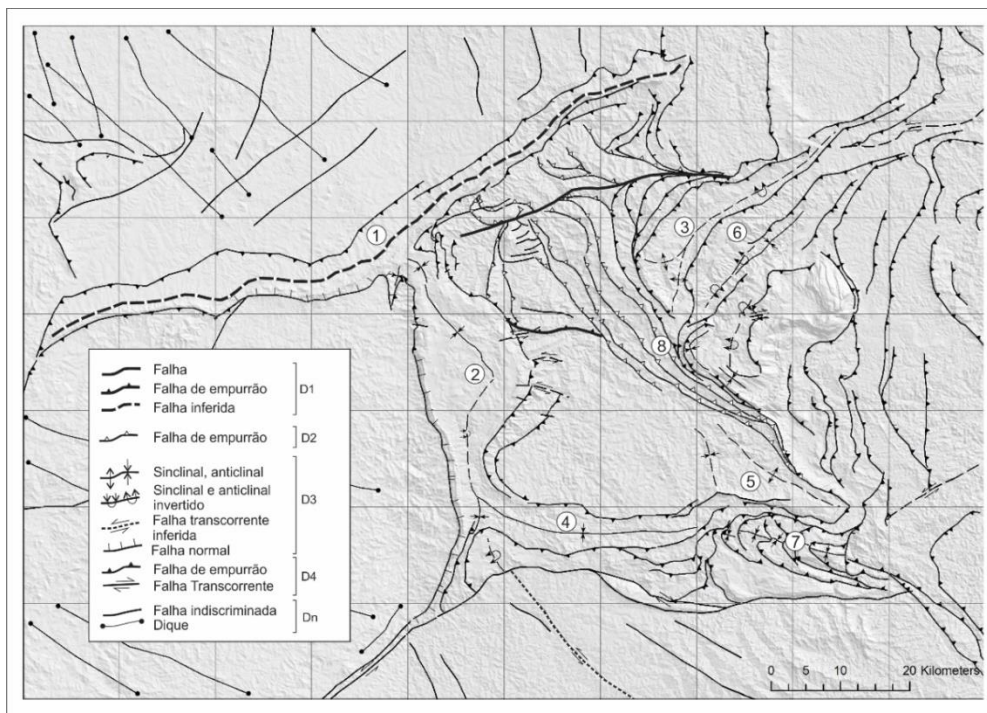 1
3
6
2
8
5
4
7
Falha
Falha de empurrão
Falha inferida
D1
Falha de empurrão
D2
Sinclinal, anticlinal
Sinclinal e anticlinal
invertido
Falha transcorrente
inferida
Falha normal
D3
Falha de empurrão
Falha Transcorrente
D4
Falha indiscriminada
Dique
Dn
0 5 10 20 Kilometers